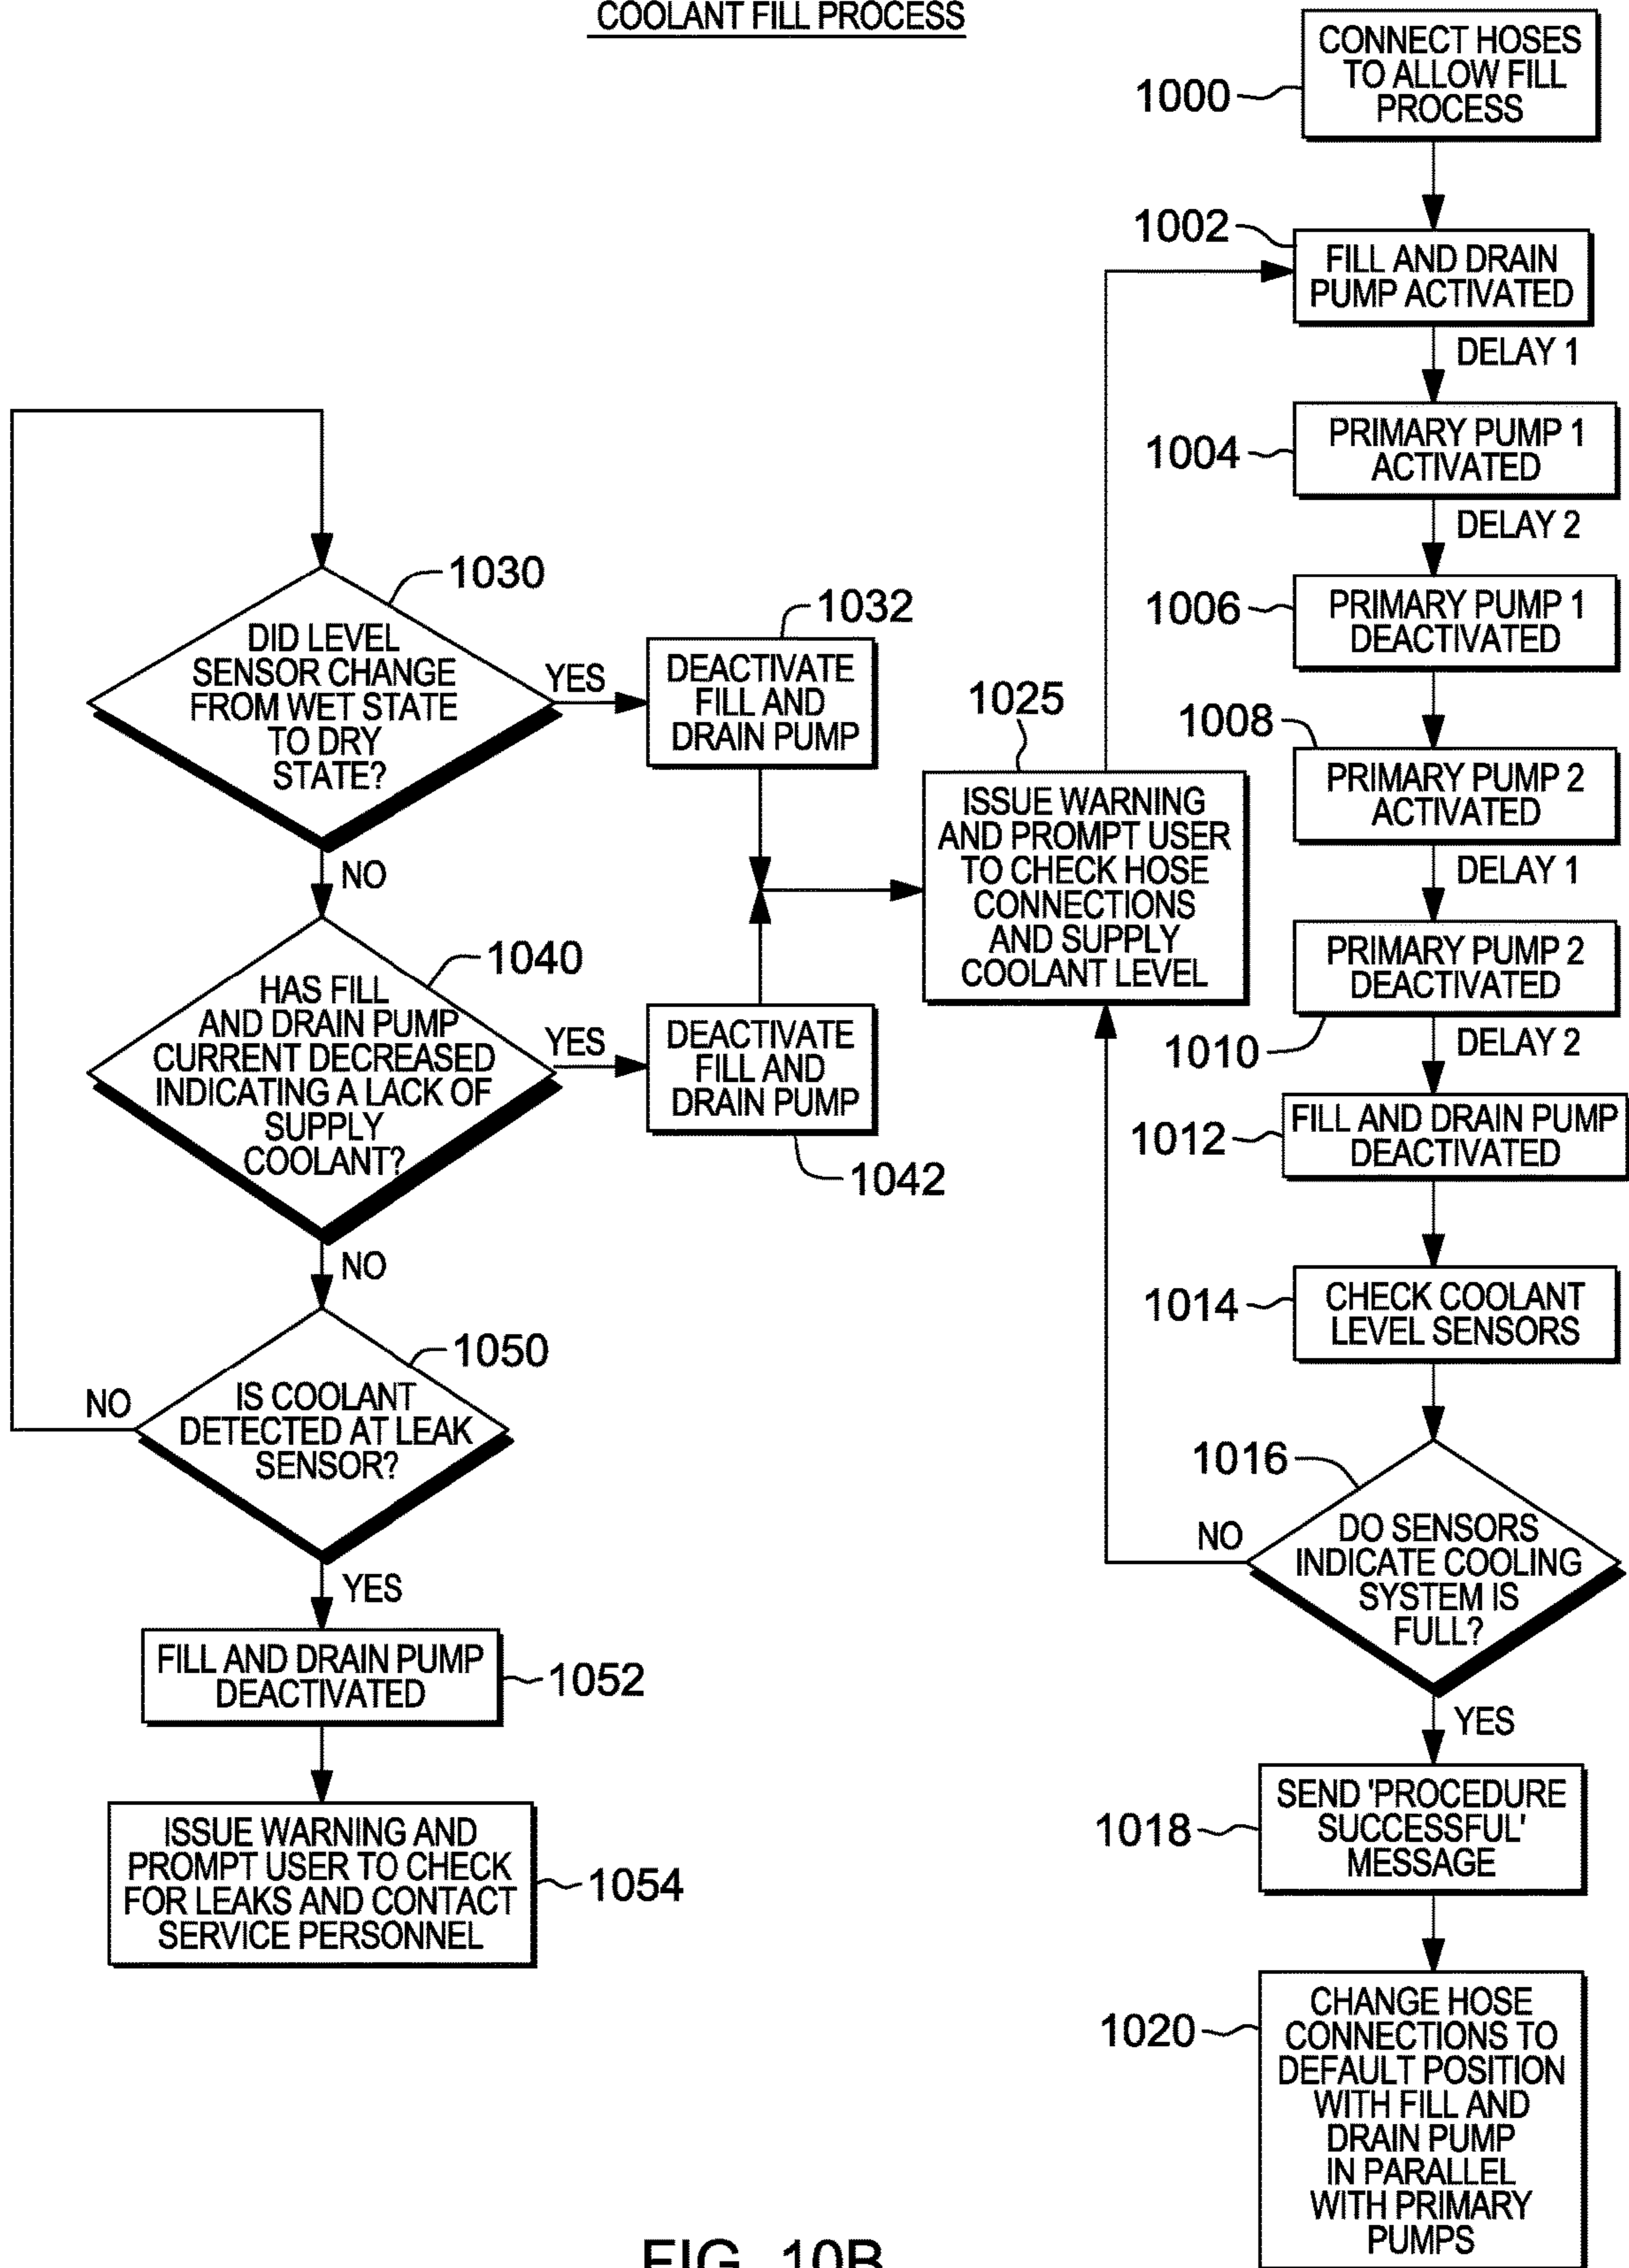 COOLANT FILL PROCESS
CONNECT HOSES
TO ALLOW FILL
PROCESS
1000
1002
FILL AND DRAIN
PUMP ACTIVATED
DELAY 1
1004
PRIMARY PUMP 1
ACTIVATED
DELAY 2
1006
PRIMARY PUMP 1
DEACTIVATED
1008
PRIMARY PUMP 2
ACTIVATED
DELAY 1
PRIMARY PUMP 2
DEACTIVATED
1010
DELAY 2
1012
FILL AND DRAIN PUMP
DEACTIVATED
1014
CHECK COOLANT
LEVEL SENSORS
1016
DO SENSORS
INDICATE COOLING
SYSTEM IS
FULL?
NO
YES
1018
SEND 'PROCEDURE
SUCCESSFUL'
MESSAGE
1020
CHANGE HOSE
CONNECTIONS TO
DEFAULT POSITION
WITH FILL AND
DRAIN PUMP
IN PARALLEL
WITH PRIMARY
PUMPS
1025
ISSUE WARNING
AND PROMPT USER
TO CHECK HOSE
CONNECTIONS
AND SUPPLY
COOLANT LEVEL
1030
DID LEVEL
SENSOR CHANGE
FROM WET STATE
TO DRY
STATE?
YES
1032
DEACTIVATE
FILL AND
DRAIN PUMP
NO
1040
HAS FILL
AND DRAIN PUMP
CURRENT DECREASED
INDICATING A LACK OF
SUPPLY
COOLANT?
YES
DEACTIVATE
FILL AND
DRAIN PUMP
1042
NO
1050
IS COOLANT
DETECTED AT LEAK
SENSOR?
NO
YES
FILL AND DRAIN PUMP
DEACTIVATED
1052
ISSUE WARNING AND
PROMPT USER TO CHECK
FOR LEAKS AND CONTACT
SERVICE PERSONNEL
1054
FIG. 10B